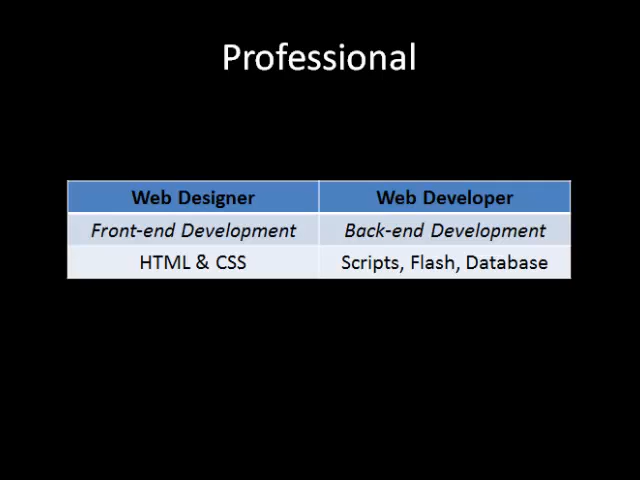 Professional
Web Designer Web Developer
Front-end Development Back-end Development
HTML & CSS Scripts, Flash, Database